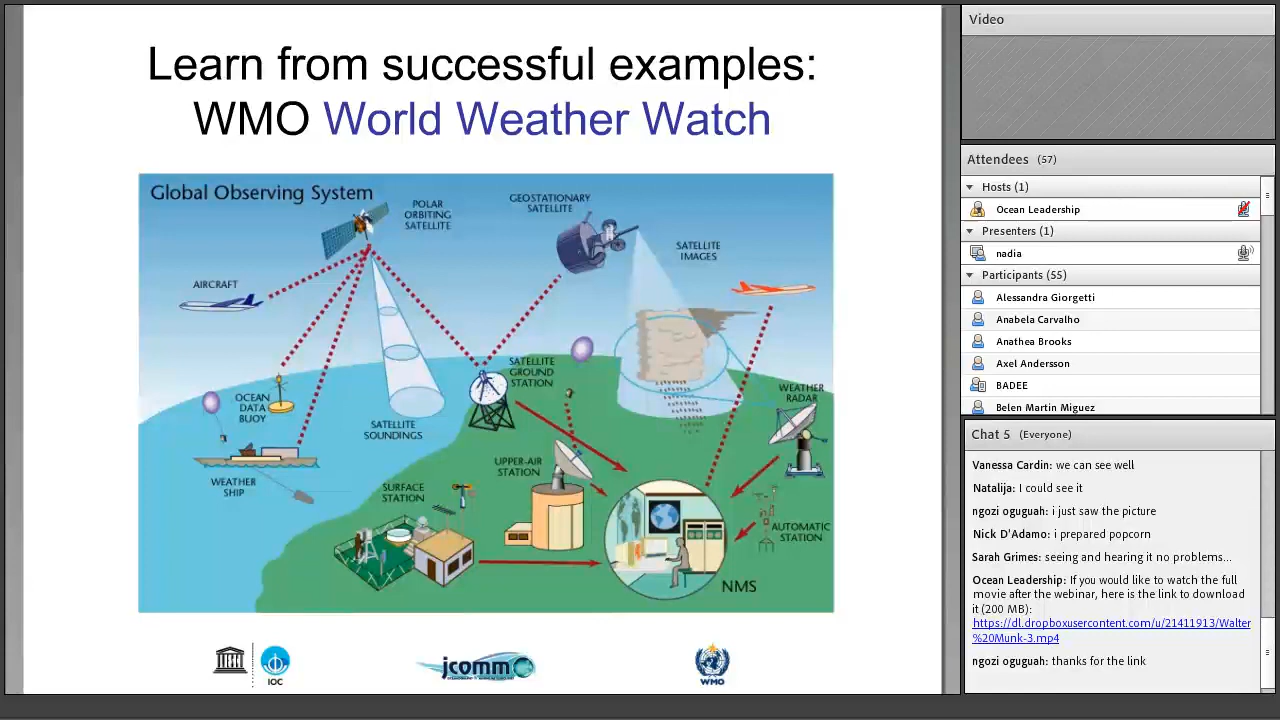 Learn from successful examples:
WMO World Weather Watch
Global Observing System
POLAR
ORBITING
SATELLITE
GEOSTATIONARY
SATELLITE
SATELLITE
IMAGES
AIRCRAFT
SATELLITE
GROUND
STATION
OCEAN
DATA
BUOY
WEATHER
RADAR
SATELLITE
SOUNDINGS
UPPER-AIR
STATION
WEATHER
SHIP
SURFACE
STATION
AUTOMATIC
STATION
NMS
IOC
jcomm
WMO
Video
Attendees (57)
Hosts (1)
Ocean Leadership
Presenters (1)
nadia
Participants (55)
Alessandra Giorgetti
Anabela Carvalho
Anathea Brooks
Axel Andersson
BADEE
Belen Martin Miguez
Chat 5 (Everyone)
Vanessa Cardin: we can see well
Natalija: I could see it
ngozi oguguah: i just saw the picture
Nick D'Adamo: i prepared popcorn
Sarah Grimes: seeing and hearing it no problems...
Ocean Leadership: If you would like to watch the full
movie after the webinar, here is the link to download
it (200 MB):
https://dl.dropboxusercontent.com/u/21411913/Walter
%20Munk-3.mp4
ngozi oguguah: thanks for the link